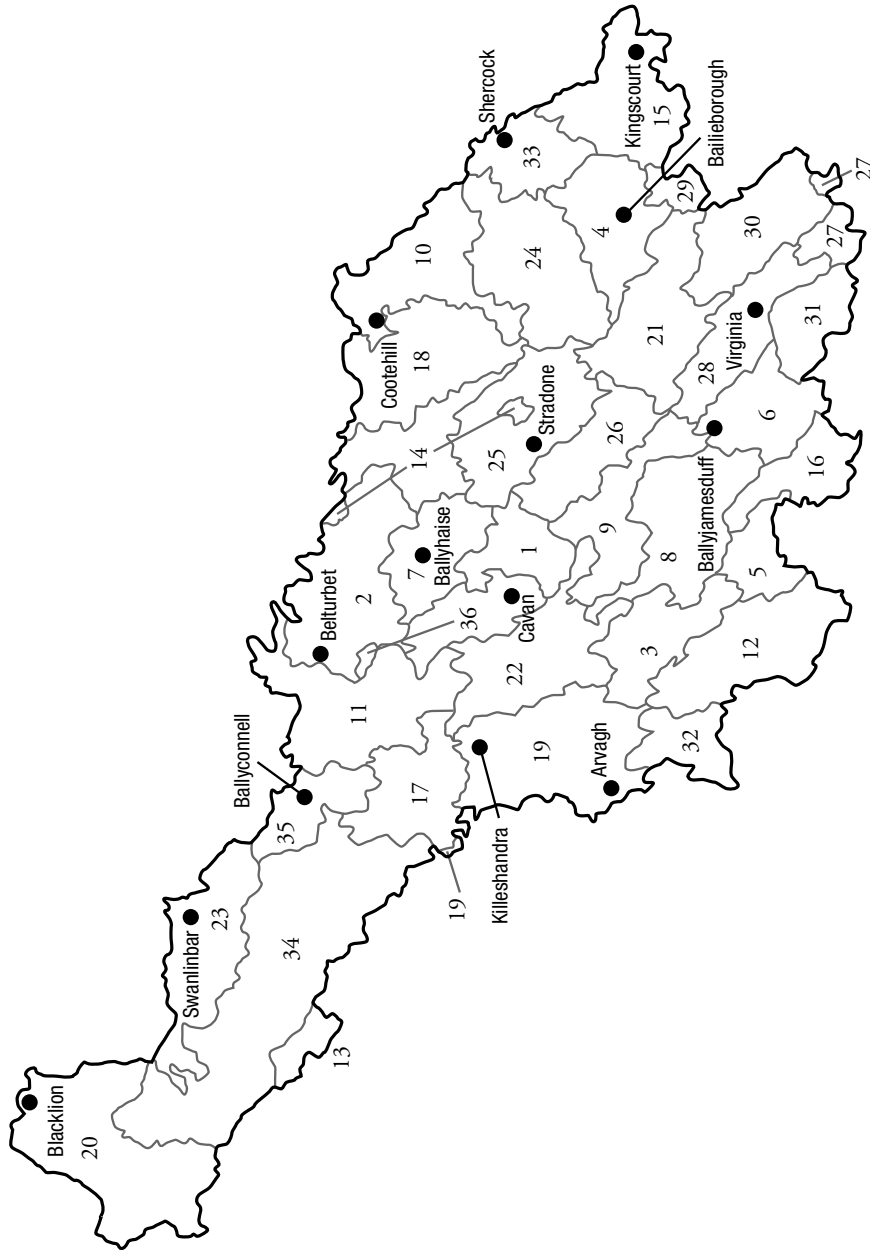 Blacklion
20
Swanlinbar
23
Ballyconnell
35
34
Belturbet
13
11
2
36
Cootehill
17
7
14
18
10
Ballyhaise
19
Shercock
25
Killeshandra
22
Cavan
1
24
33
19
Stradone
Arvagh
9
4
26
Kingscourt
3
21
15
8
29
32
Ballyjamesduff
28
Bailieborough
Virginia
12
30
5
6
31
16
27
27